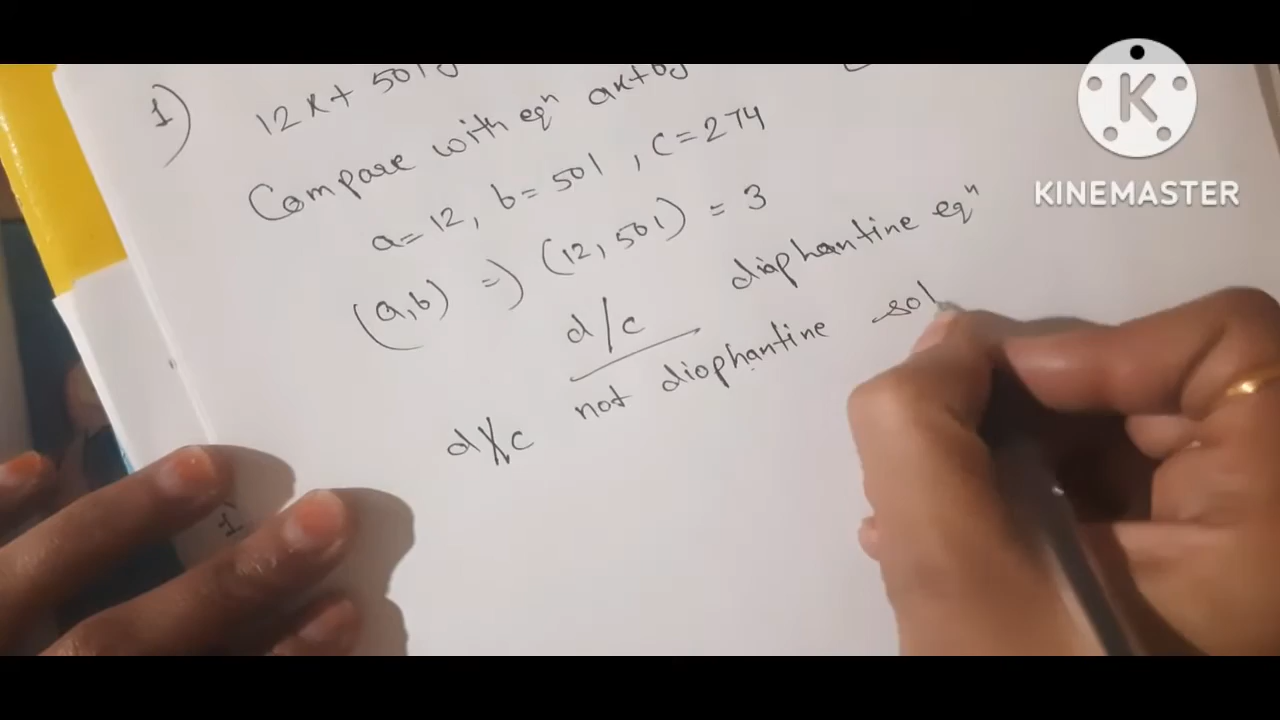 1) 12x + 501y
Compare with eqⁿ ax+by
a=12, b=501, c=274
(a,b) => (12,501) = 3
d/c diophantine eqⁿ
d∤c not diophantine sol
1
K
KINEMASTER